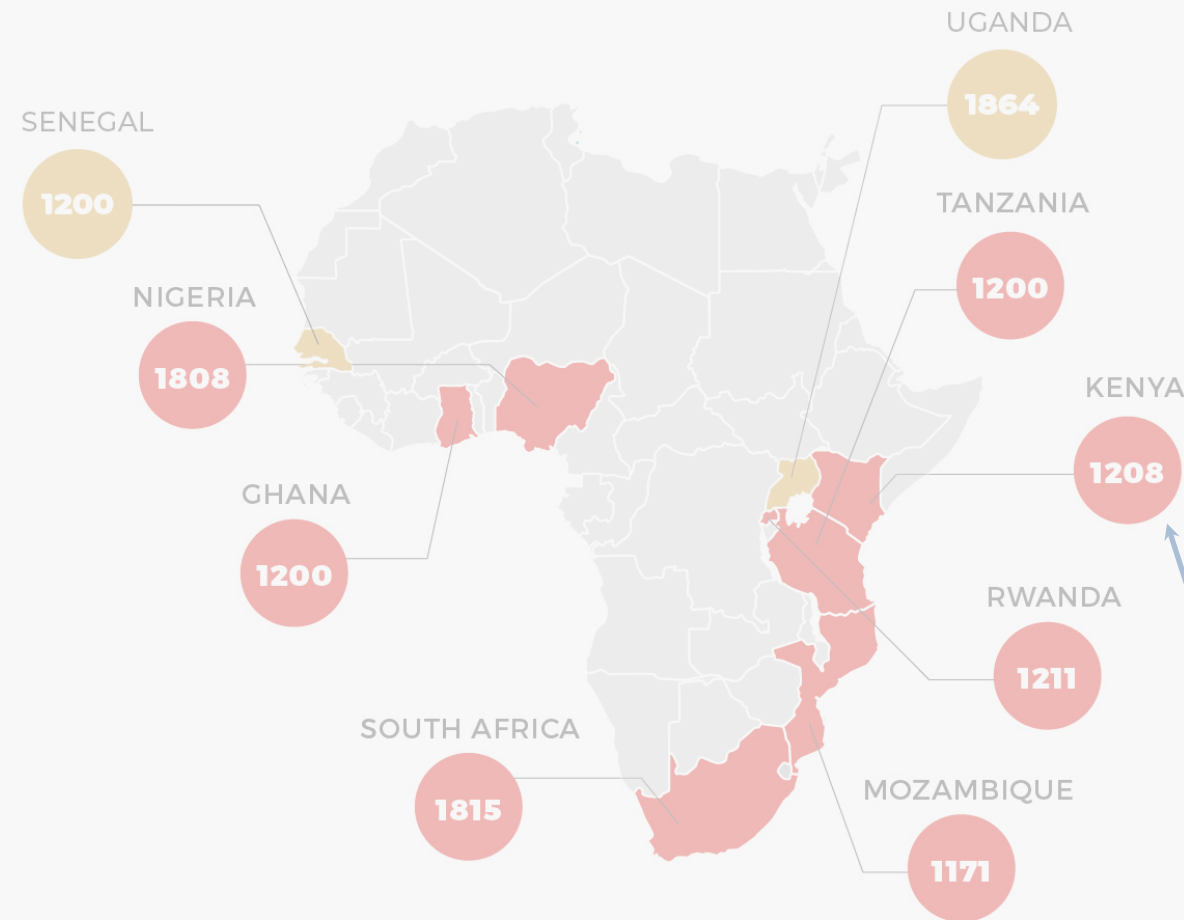 UGANDA
1864
SENEGAL
1200
TANZANIA
1200
NIGERIA
1808
KENYA
1208
GHANA
1200
RWANDA
1211
SOUTH AFRICA
1815
MOZAMBIQUE
1171